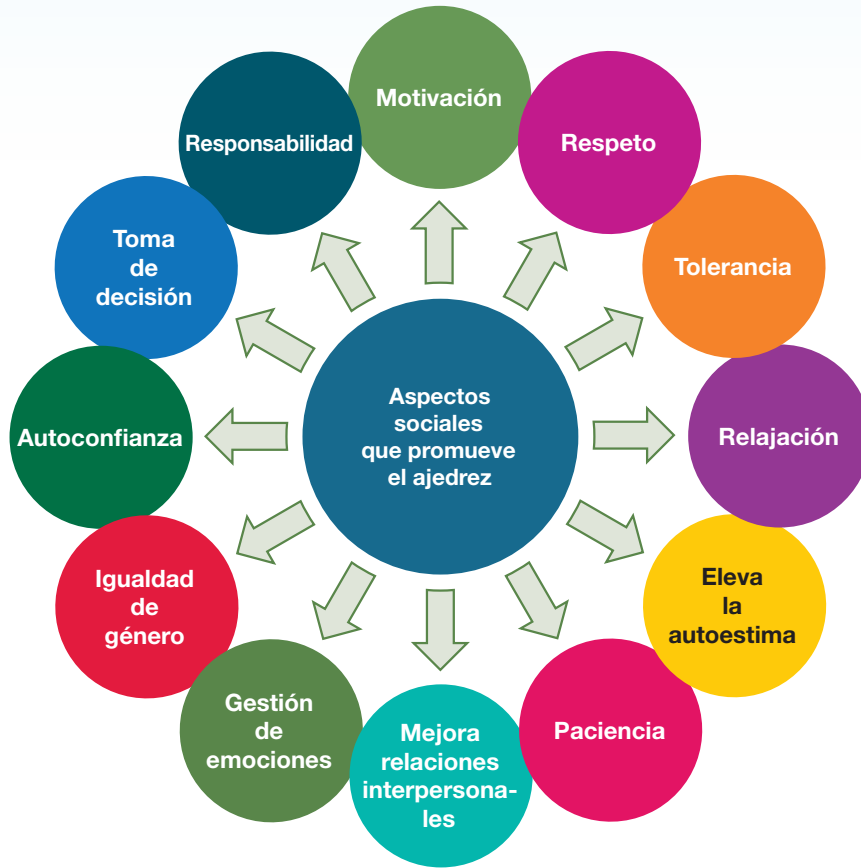 Motivación
Respeto
Tolerancia
Relajación
Eleva
la
autoestima
Paciencia
Mejora
relaciones
interpersona-
les
Gestión
de
emociones
Igualdad
de
género
Autoconfianza
Toma
de
decisión
Responsabilidad
Aspectos
sociales
que promueve
el ajedrez